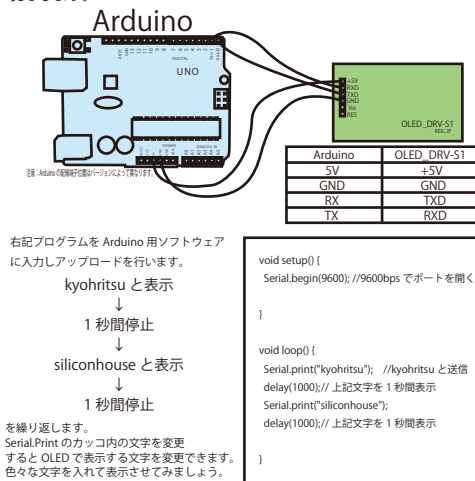 Arduino
UNO
DIGITAL
POWER
ANALOG IN
+5V
RXD
TXD
GND
Vo
RES
OLED_DRV-S1
KEIC.JP
注意：Arduinoの配線端子位置はバージョンによって異なります。
Arduino OLED_DRV-S1
5V +5V
GND GND
RX TXD
TX RXD
右記プログラムを Arduino 用ソフトウェア
に入力しアップロードを行います。
kyohritsu と表示
↓
1 秒間停止
↓
siliconhouse と表示
↓
1 秒間停止
を繰り返します。
Serial.Print のカッコ内の文字を変更
すると OLED で表示する文字を変更できます。
色々な文字を入れて表示させてみましょう。
void setup() {
Serial.begin(9600); //9600bps でポートを開く
}
void loop() {
Serial.print("kyohritsu"); //kyohritsu と送信
delay(1000);// 上記文字を 1 秒間表示
Serial.print("siliconhouse");
delay(1000);// 上記文字を 1 秒間表示
}